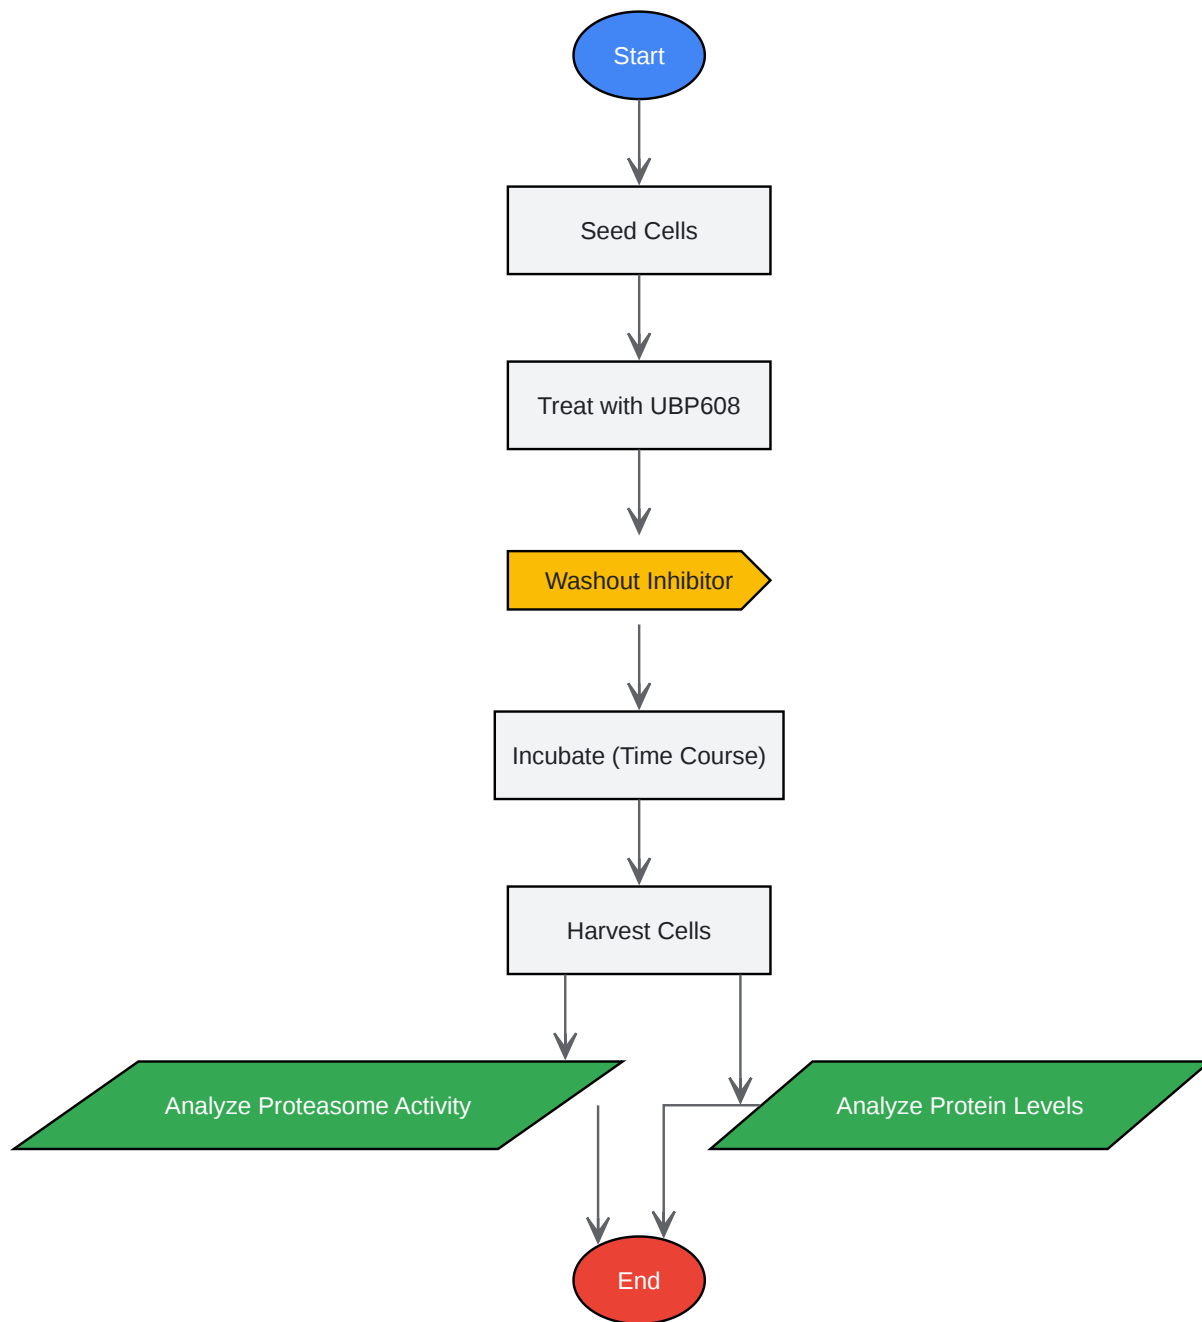 Start
Seed Cells
Treat with UBP608
Washout Inhibitor
Incubate (Time Course)
Harvest Cells
Analyze Proteasome Activity
Analyze Protein Levels
End